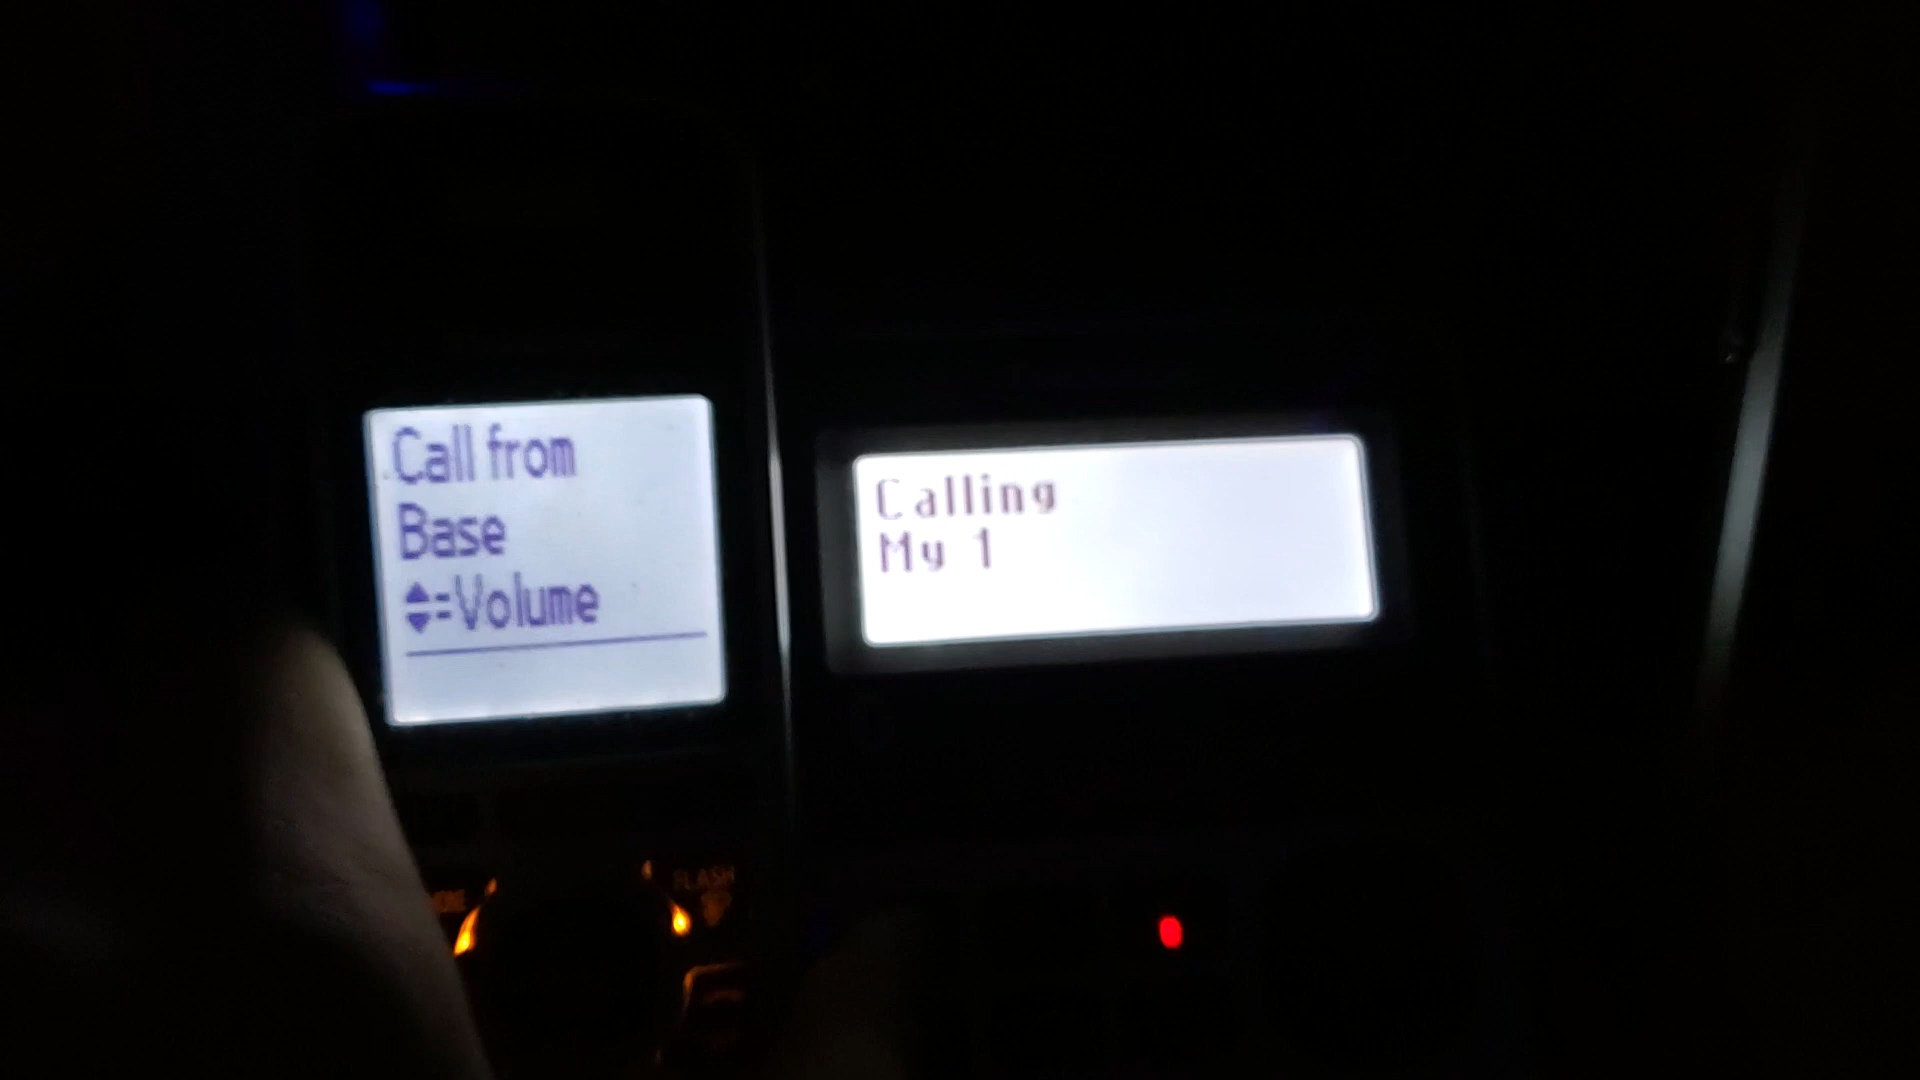 Call from
Base
♦=Volume
Calling
My 1
FLASH